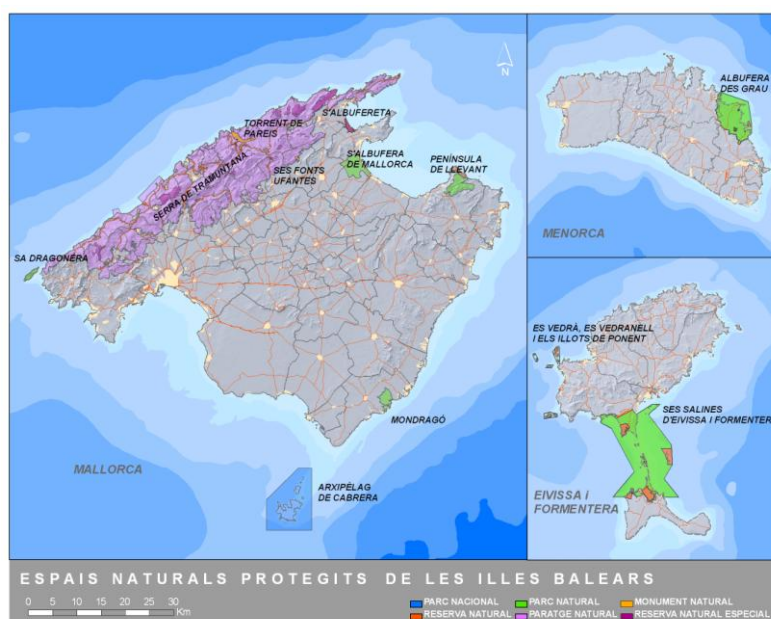 N
S'ALBUFERETA
TORRENT DE
PAREIS
SERRA DE TRAMUNTANA
SES FONTS
UFANTES
S'ALBUFERA
DE MALLORCA
PENÍNSULA
DE LLEVANT
SA DRAGONERA
MONDRAGÓ
MALLORCA
ARXIPÈLAG
DE CABRERA
ALBUFERA
DES GRAU
MENORCA
ES VEDRÀ, ES VEDRANELL
I ELS ILLOTS DE PONENT
SES SALINES
D'EIVISSA I FORMENTER
EIVISSA I
FORMENTERA
ESPAIS NATURALS PROTEGITS DE LES ILLES BALEARS
0 5 10 15 20 25 30
Km
PARC NACIONAL PARC NATURAL MONUMENT NATURAL
RESERVA NATURAL PARATGE NATURAL RESERVA NATURAL ESPECIAL